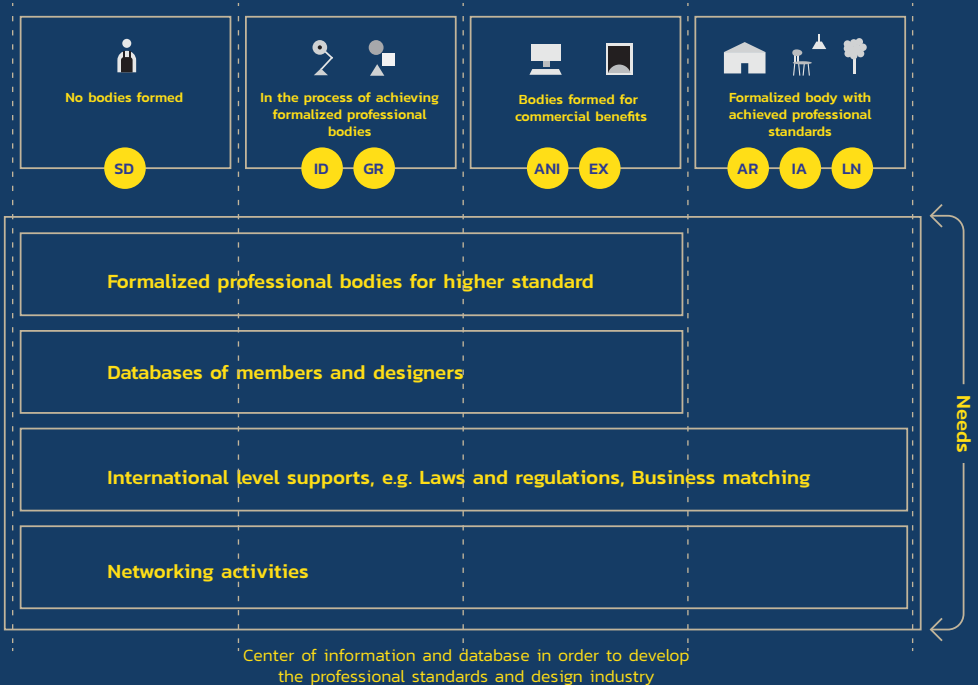 No bodies formed
In the process of achieving
formalized professional
bodies
Bodies formed for
commercial benefits
Formalized body with
achieved professional
standards
SD
ID
GR
ANI
EX
AR
IA
LN
Formalized professional bodies for higher standard
Databases of members and designers
International level supports, e.g. Laws and regulations, Business matching
Networking activities
Needs
Center of information and database in order to develop
the professional standards and design industry